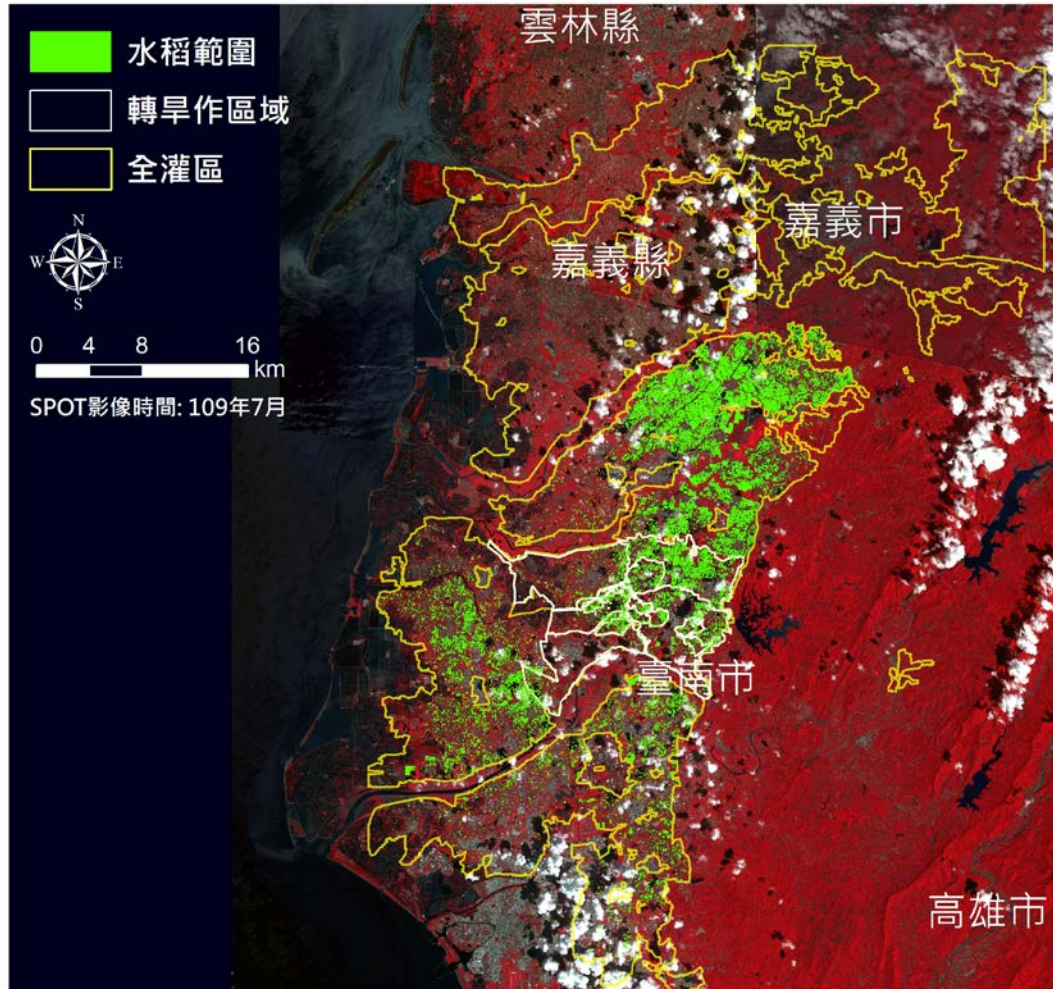 雲林縣
水稻範圍
轉旱作區域
全灌區
N
W E
S
嘉義市
嘉義縣
0 4 8 16
km
SPOT影像時間: 109年7月
臺南市
高雄市